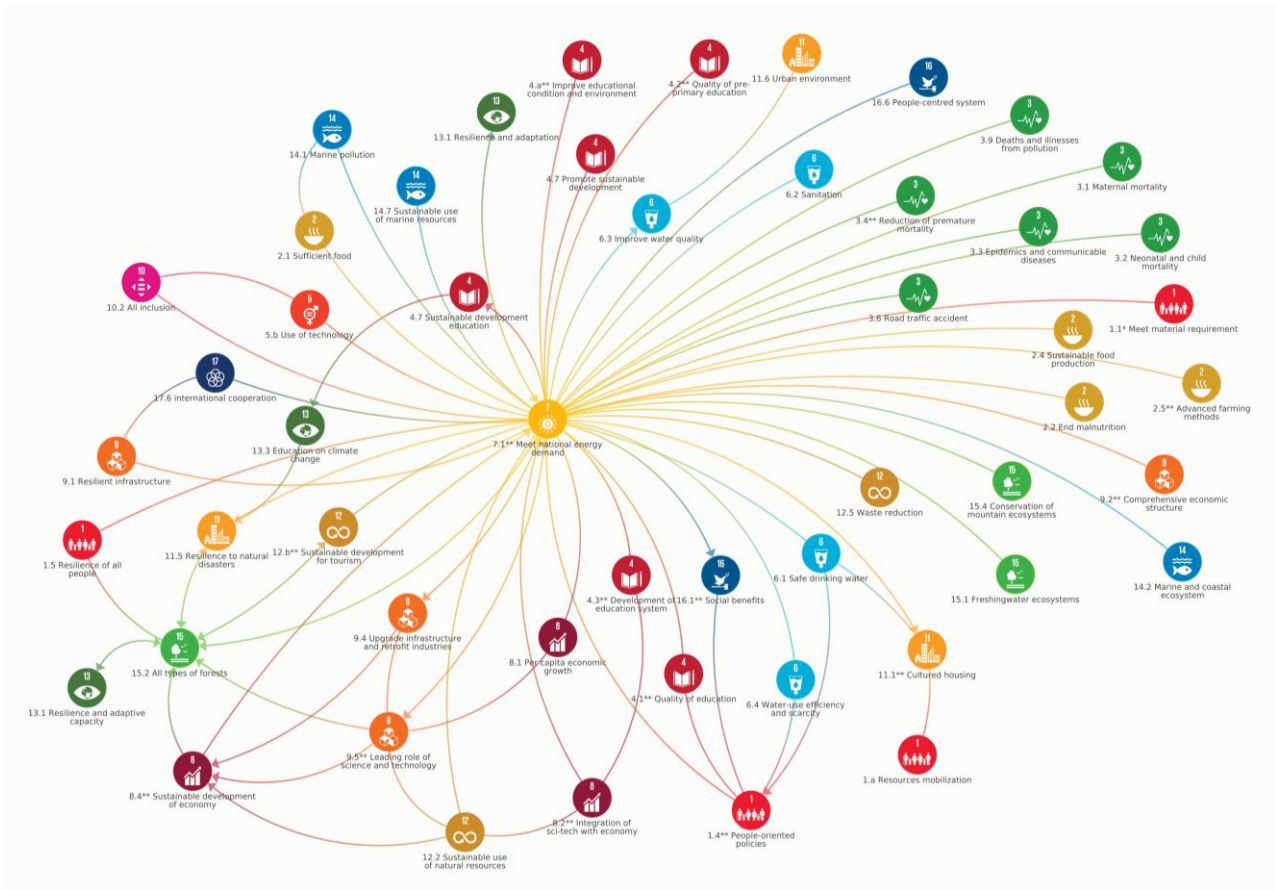 4
4.a** Improve educational
condition and environment
4
4.2** Quality of pre-
primary education
11
11.6 Urban environment
16
16.6 People-centred system
13
13.1 Resilience and adaptation
14
14.1 Marine pollution
3
3.9 Deaths and illnesses
from pollution
4
4.7 Promote sustainable
development
6
6.2 Sanitation
3
3.1 Maternal mortality
14
14.7 Sustainable use
of marine resources
6
6.3 Improve water quality
3
3.4** Reduction of premature
mortality
2
2.1 Sufficient food
3
3.3 Epidemics and communicable
diseases
3
3.2 Neonatal and child
mortality
10
10.2 All inclusion
5
5.b Use of technology
4
4.7 Sustainable development
education
3
3.6 Road traffic accident
1
1.1* Meet material requirement
2
2.4 Sustainable food
production
17
17.6 international cooperation
2
2.5** Advanced farming
methods
13
13.3 Education on climate
change
7
7.1** Meet national energy
demand
2
2.2 End malnutrition
9
9.1 Resilient infrastructure
12
12.5 Waste reduction
15
15.4 Conservation of
mountain ecosystems
9
9.2** Comprehensive economic
structure
1
1.5 Resilience of all
people
11
11.5 Resilience to natural
disasters
12
12.b** Sustainable development
for tourism
6
6.1 Safe drinking water
4
4.3** Development of
education system
16
16.1** Social benefits
15
15.1 Freshingwater ecosystems
14
14.2 Marine and coastal
ecosystem
9
9.4 Upgrade infrastructure
and retrofit industries
8
8.1 Per capita economic
growth
15
15.2 All types of forests
11
11.1** Cultured housing
13
13.1 Resilience and adaptive
capacity
4
4.1** Quality of education
6
6.4 Water-use efficiency
and scarcity
9
9.5** Leading role of
science and technology
8
8.4** Sustainable development
of economy
1
1.a Resources mobilization
8
8.2** Integration of
sci-tech with economy
1
1.4** People-oriented
policies
12
12.2 Sustainable use
of natural resources